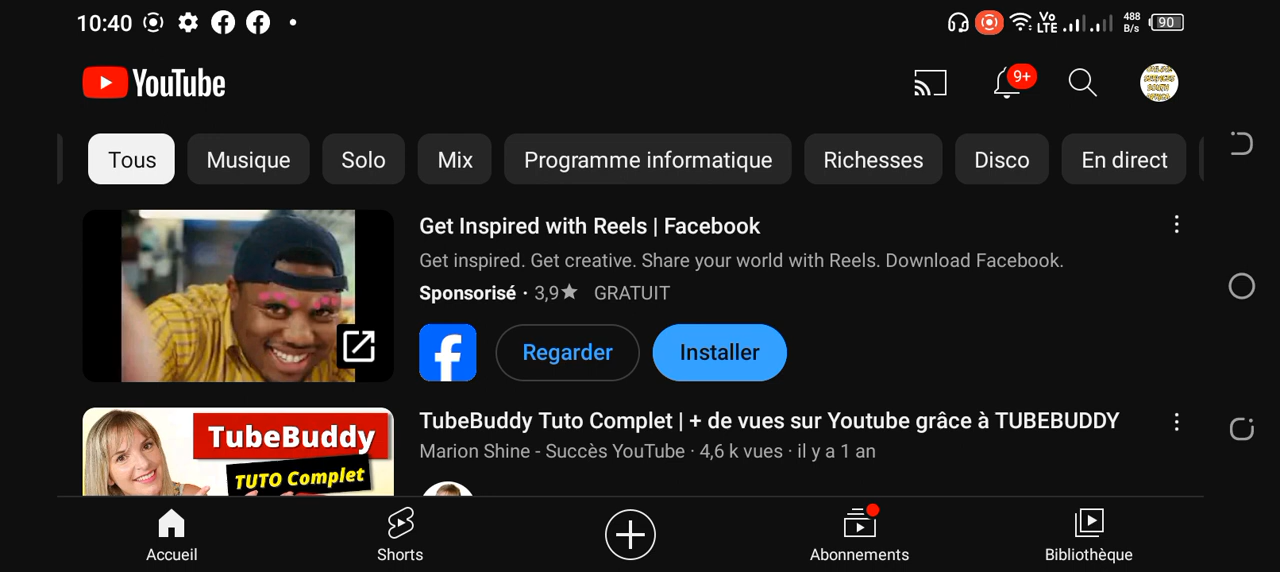 10:40 Vo LTE 488 B/s 90
YouTube 9+
Tous Musique Solo Mix Programme informatique Richesses Disco En direct
Get Inspired with Reels | Facebook
Get inspired. Get creative. Share your world with Reels. Download Facebook.
Sponsorisé · 3,9★ GRATUIT
Regarder Installer
TubeBuddy
TUTO Complet
TubeBuddy Tuto Complet | + de vues sur Youtube grâce à TUBEBUDDY
Marion Shine - Succès YouTube · 4,6 k vues · il y a 1 an
Accueil Shorts Abonnements Bibliothèque